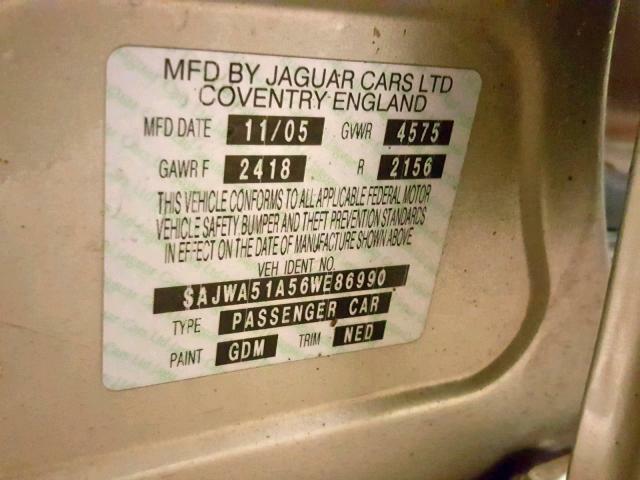 MFD BY JAGUAR CARS LTD
COVENTRY ENGLAND
MFD DATE 11/05 GVWR 4575
GAWR F 2418 R 2156
THIS VEHICLE CONFORMS TO ALL APPLICABLE FEDERAL MOTOR
VEHICLE SAFETY BUMPER AND THEFT PREVENTION STANDARDS
IN EFFECT ON THE DATE OF MANUFACTURE SHOWN ABOVE
VEH IDENT NO.
SAJWA51A56WE86990
TYPE PASSENGER CAR
PAINT GDM TRIM NED